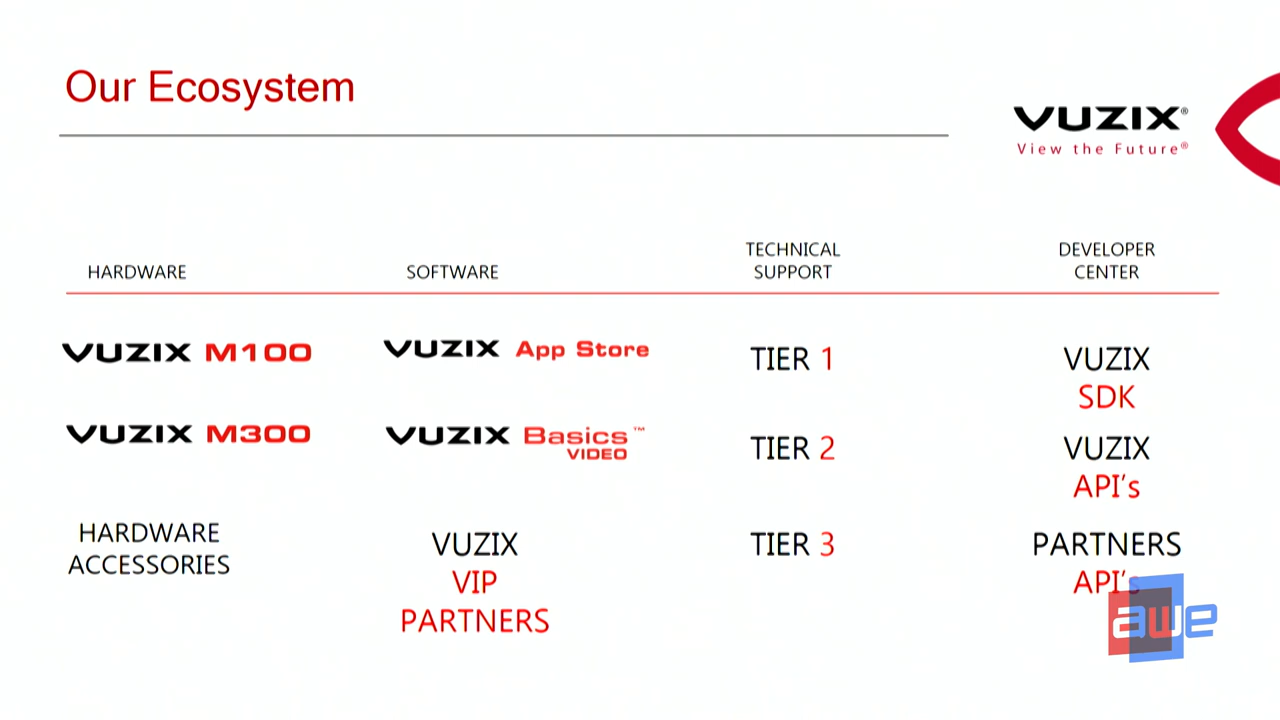 Our Ecosystem
VUZIX®
View the Future®
HARDWARE
SOFTWARE
TECHNICAL
SUPPORT
DEVELOPER
CENTER
VUZIX M100
VUZIX App Store
TIER 1
VUZIX
SDK
VUZIX M300
VUZIX Basics™
VIDEO
TIER 2
VUZIX
API's
HARDWARE
ACCESSORIES
VUZIX
VIP
PARTNERS
TIER 3
PARTNERS
API's
awe